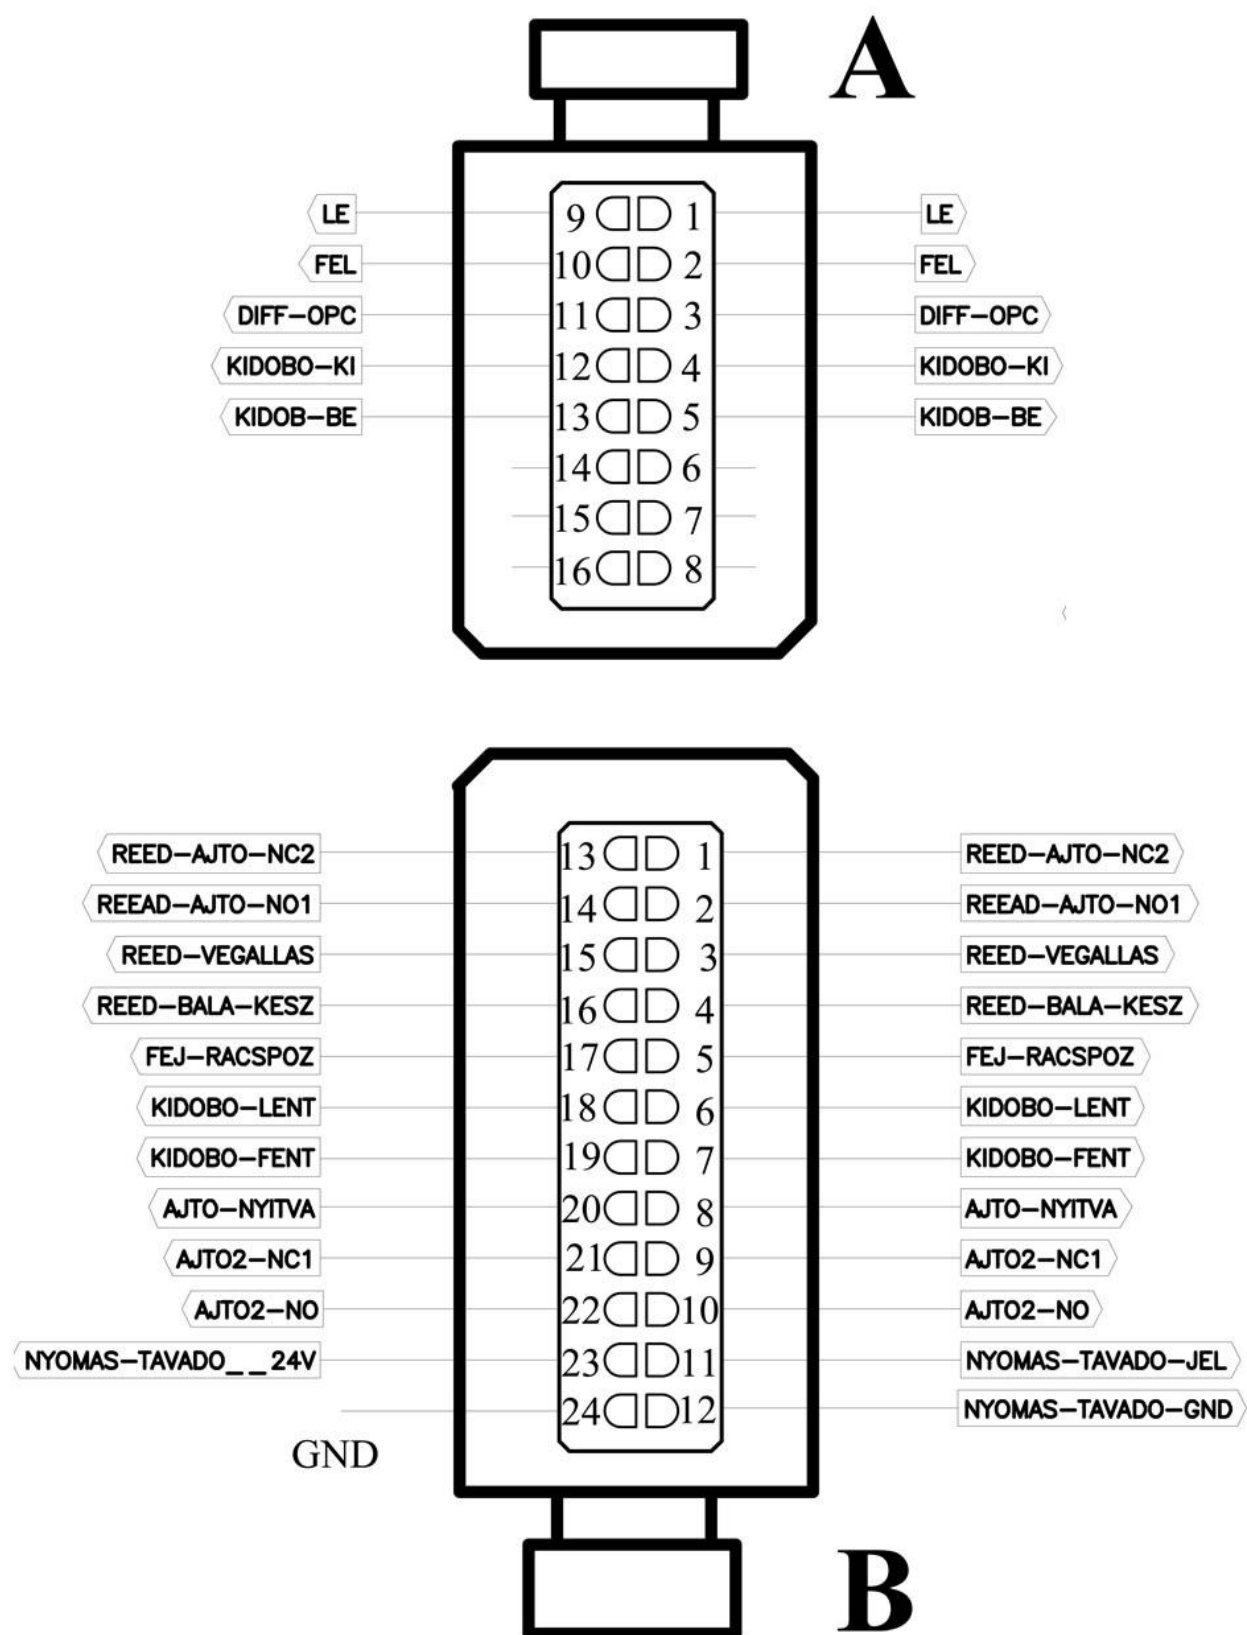 A
LE 9 1 LE
FEL 10 2 FEL
DIFF-OPC 11 3 DIFF-OPC
KIDOBO-KI 12 4 KIDOBO-KI
KIDOB-BE 13 5 KIDOB-BE
14 6
15 7
16 8
REED-AJTO-NC2 13 1 REED-AJTO-NC2
REEAD-AJTO-NO1 14 2 REEAD-AJTO-NO1
REED-VEGALLAS 15 3 REED-VEGALLAS
REED-BALA-KESZ 16 4 REED-BALA-KESZ
FEJ-RACSPOZ 17 5 FEJ-RACSPOZ
KIDOBO-LENT 18 6 KIDOBO-LENT
KIDOBO-FENT 19 7 KIDOBO-FENT
AJTO-NYITVA 20 8 AJTO-NYITVA
AJTO2-NC1 21 9 AJTO2-NC1
AJTO2-NO 22 10 AJTO2-NO
NYOMAS-TAVADO__24V 23 11 NYOMAS-TAVADO-JEL
24 12 NYOMAS-TAVADO-GND
GND
B